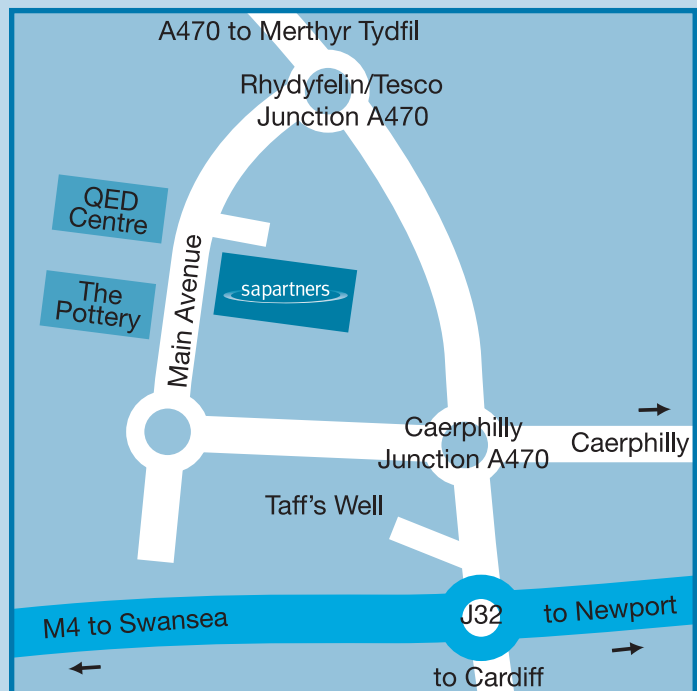 A470 to Merthyr Tydfil
Rhydyfelin/Tesco
Junction A470
QED
Centre
The
Pottery
Main Avenue
sapartners
Caerphilly
Junction A470
Caerphilly
Taff's Well
M4 to Swansea
J32
to Newport
to Cardiff